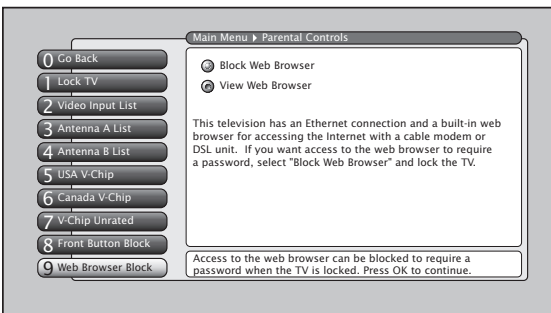 Main Menu ▶ Parental Controls
0 Go Back
1 Lock TV
2 Video Input List
3 Antenna A List
4 Antenna B List
5 USA V-Chip
6 Canada V-Chip
7 V-Chip Unrated
8 Front Button Block
9 Web Browser Block
Block Web Browser
View Web Browser
This television has an Ethernet connection and a built-in web
browser for accessing the Internet with a cable modem or
DSL unit. If you want access to the web browser to require
a password, select "Block Web Browser" and lock the TV.
Access to the web browser can be blocked to require a
password when the TV is locked. Press OK to continue.